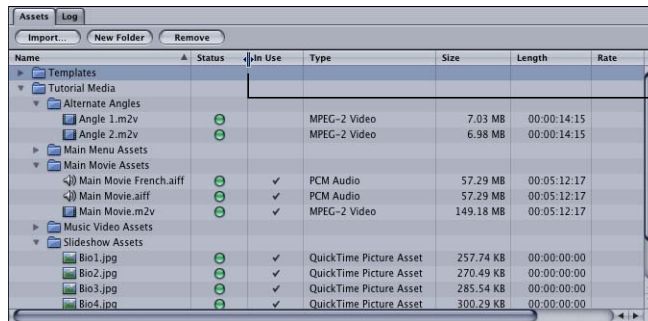 Assets Log
Import... New Folder Remove
Name Status In Use Type Size Length Rate
Templates
Tutorial Media
Alternate Angles
Angle 1.m2v MPEG-2 Video 7.03 MB 00:00:14:15
Angle 2.m2v MPEG-2 Video 6.98 MB 00:00:14:15
Main Menu Assets
Main Movie Assets
Main Movie French.aiff PCM Audio 57.29 MB 00:05:12:17
Main Movie.aiff PCM Audio 57.29 MB 00:05:12:17
Main Movie.m2v MPEG-2 Video 149.18 MB 00:05:12:17
Music Video Assets
Slideshow Assets
Bio1.jpg QuickTime Picture Asset 257.74 KB 00:00:00:00
Bio2.jpg QuickTime Picture Asset 270.49 KB 00:00:00:00
Bio3.jpg QuickTime Picture Asset 285.54 KB 00:00:00:00
Bio4.jpg QuickTime Picture Asset 300.29 KB 00:00:00:00